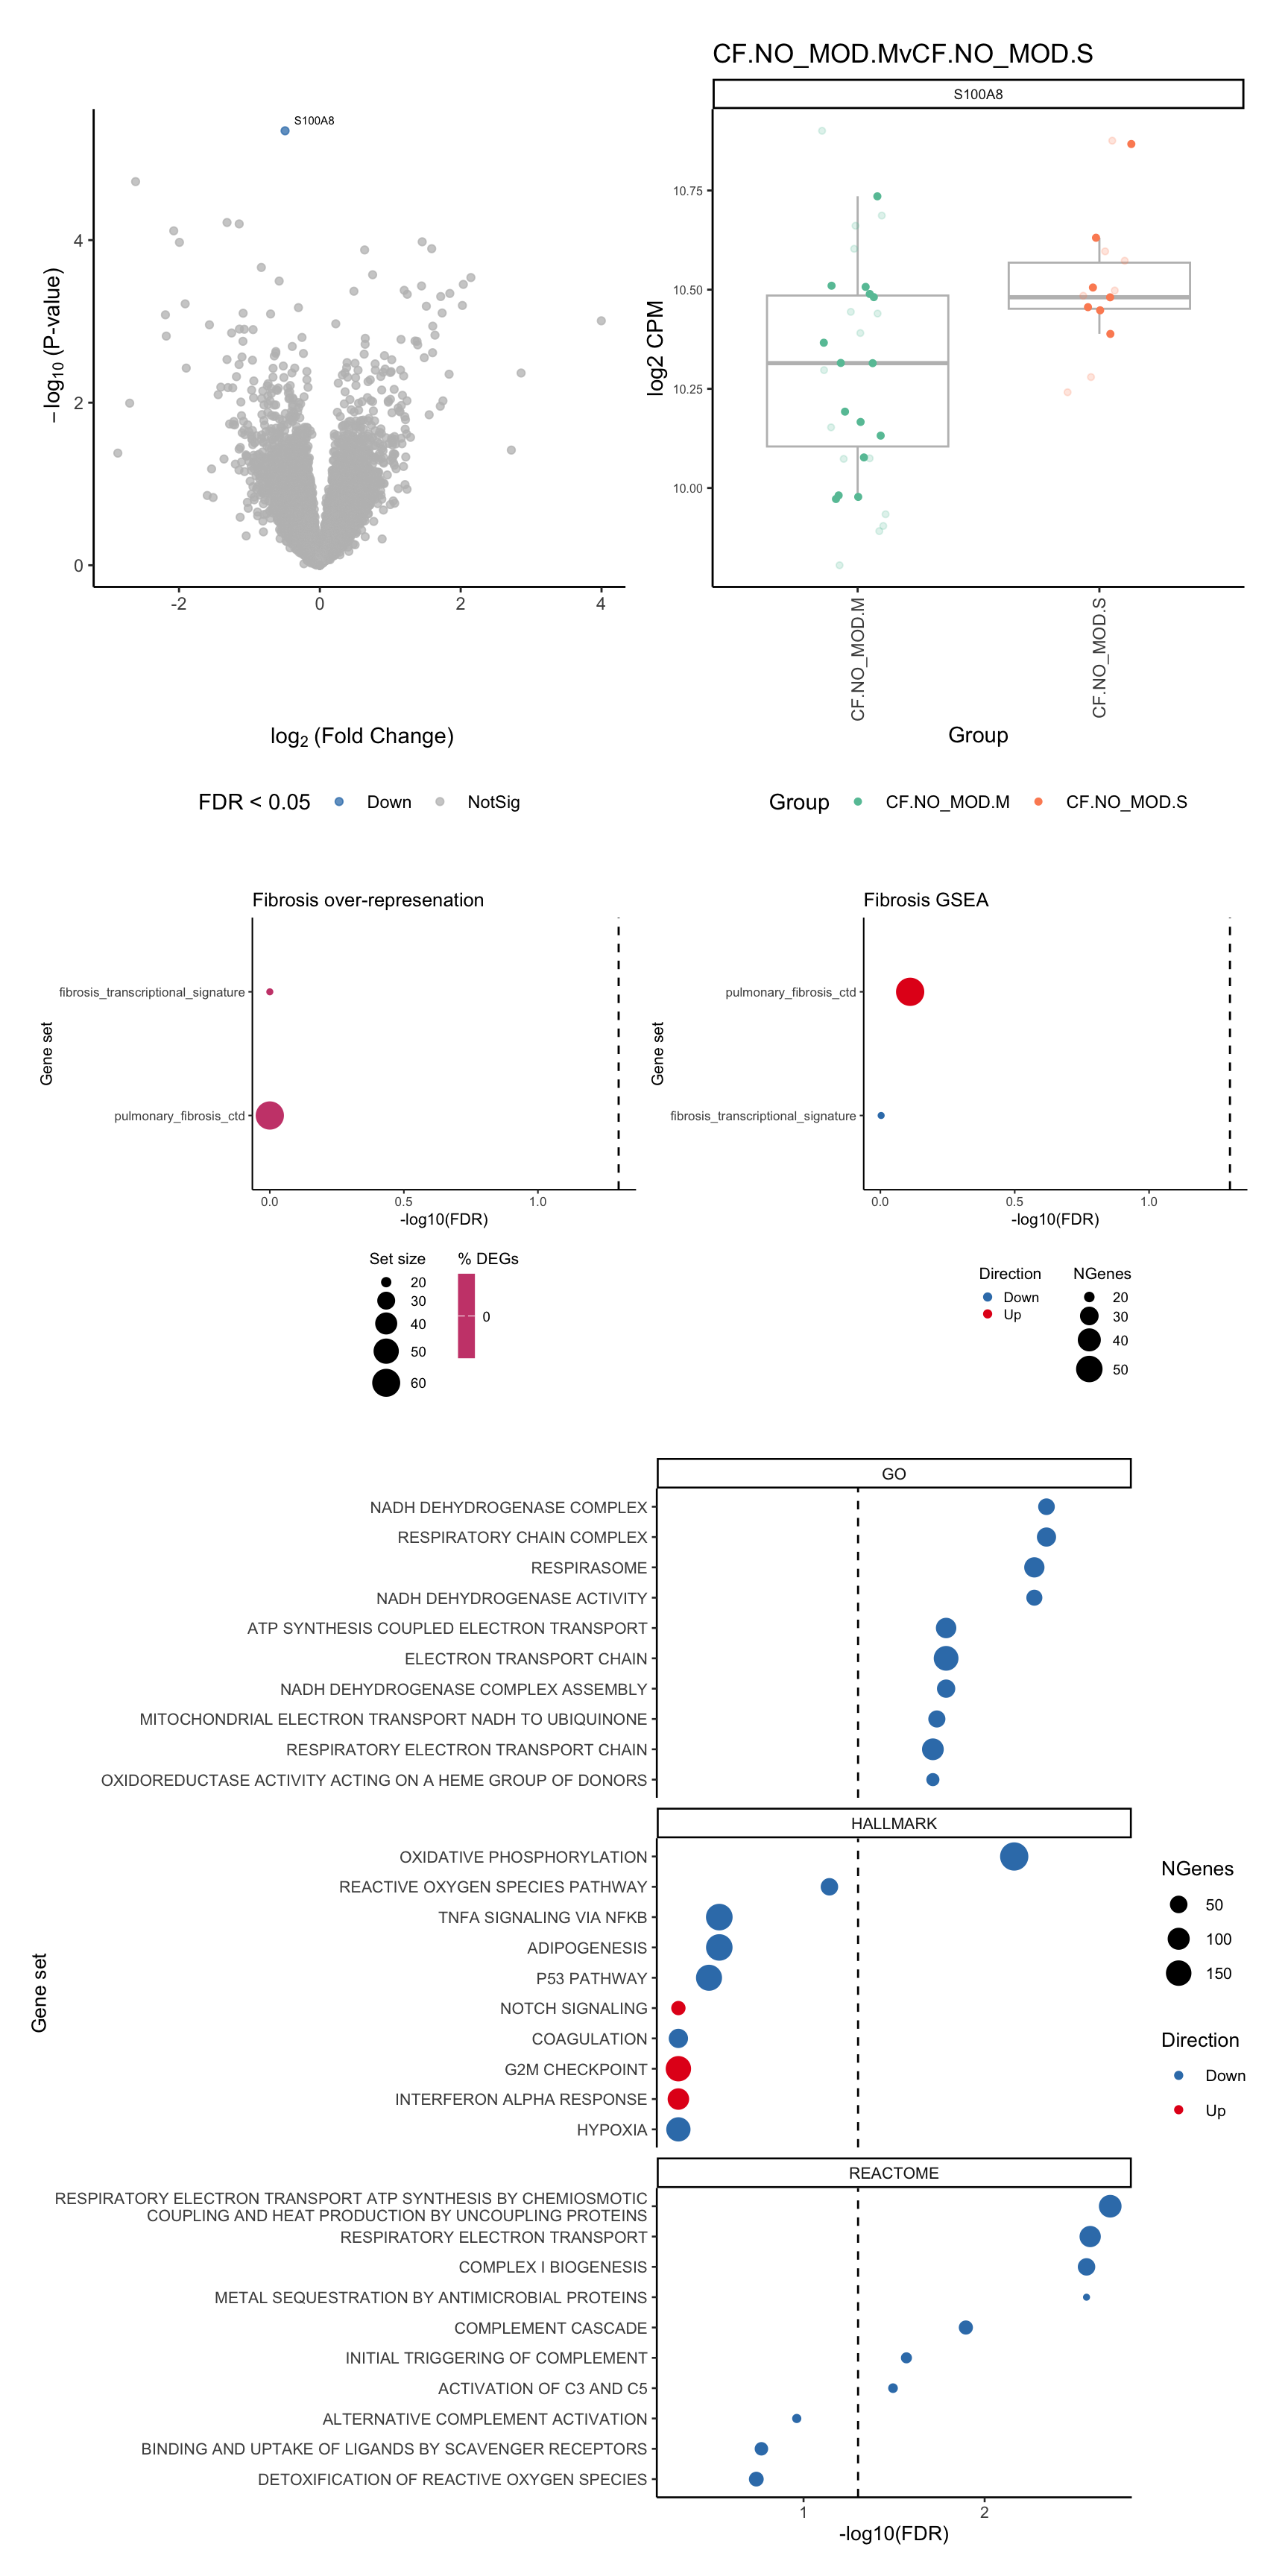 CF.NO_MOD.MvCF.NO_MOD.S
S100A8
S100A8
−log10 (P-value)
4
2
0
-2
0
2
4
log2 (Fold Change)
FDR < 0.05
Down
NotSig
log2 CPM
10.75
10.50
10.25
10.00
CF.NO_MOD.M
CF.NO_MOD.S
Group
Group
CF.NO_MOD.M
CF.NO_MOD.S
Fibrosis over-represenation
Gene set
fibrosis_transcriptional_signature
pulmonary_fibrosis_ctd
0.0
0.5
1.0
-log10(FDR)
Set size
20
30
40
50
60
% DEGs
0
Fibrosis GSEA
Gene set
pulmonary_fibrosis_ctd
fibrosis_transcriptional_signature
0.0
0.5
1.0
-log10(FDR)
Direction
Down
Up
NGenes
20
30
40
50
Gene set
GO
NADH DEHYDROGENASE COMPLEX
RESPIRATORY CHAIN COMPLEX
RESPIRASOME
NADH DEHYDROGENASE ACTIVITY
ATP SYNTHESIS COUPLED ELECTRON TRANSPORT
ELECTRON TRANSPORT CHAIN
NADH DEHYDROGENASE COMPLEX ASSEMBLY
MITOCHONDRIAL ELECTRON TRANSPORT NADH TO UBIQUINONE
RESPIRATORY ELECTRON TRANSPORT CHAIN
OXIDOREDUCTASE ACTIVITY ACTING ON A HEME GROUP OF DONORS
HALLMARK
OXIDATIVE PHOSPHORYLATION
REACTIVE OXYGEN SPECIES PATHWAY
TNFA SIGNALING VIA NFKB
ADIPOGENESIS
P53 PATHWAY
NOTCH SIGNALING
COAGULATION
G2M CHECKPOINT
INTERFERON ALPHA RESPONSE
HYPOXIA
REACTOME
RESPIRATORY ELECTRON TRANSPORT ATP SYNTHESIS BY CHEMIOSMOTIC
COUPLING AND HEAT PRODUCTION BY UNCOUPLING PROTEINS
RESPIRATORY ELECTRON TRANSPORT
COMPLEX I BIOGENESIS
METAL SEQUESTRATION BY ANTIMICROBIAL PROTEINS
COMPLEMENT CASCADE
INITIAL TRIGGERING OF COMPLEMENT
ACTIVATION OF C3 AND C5
ALTERNATIVE COMPLEMENT ACTIVATION
BINDING AND UPTAKE OF LIGANDS BY SCAVENGER RECEPTORS
DETOXIFICATION OF REACTIVE OXYGEN SPECIES
1
2
-log10(FDR)
NGenes
50
100
150
Direction
Down
Up